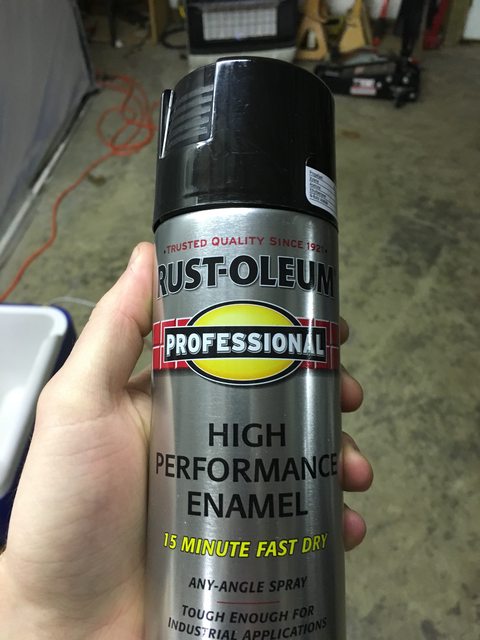 • TRUSTED QUALITY SINCE 1921 •
RUST-OLEUM
PROFESSIONAL
HIGH
PERFORMANCE
ENAMEL
15 MINUTE FAST DRY
ANY-ANGLE SPRAY
TOUGH ENOUGH FOR
INDUSTRIAL APPLICATIONS